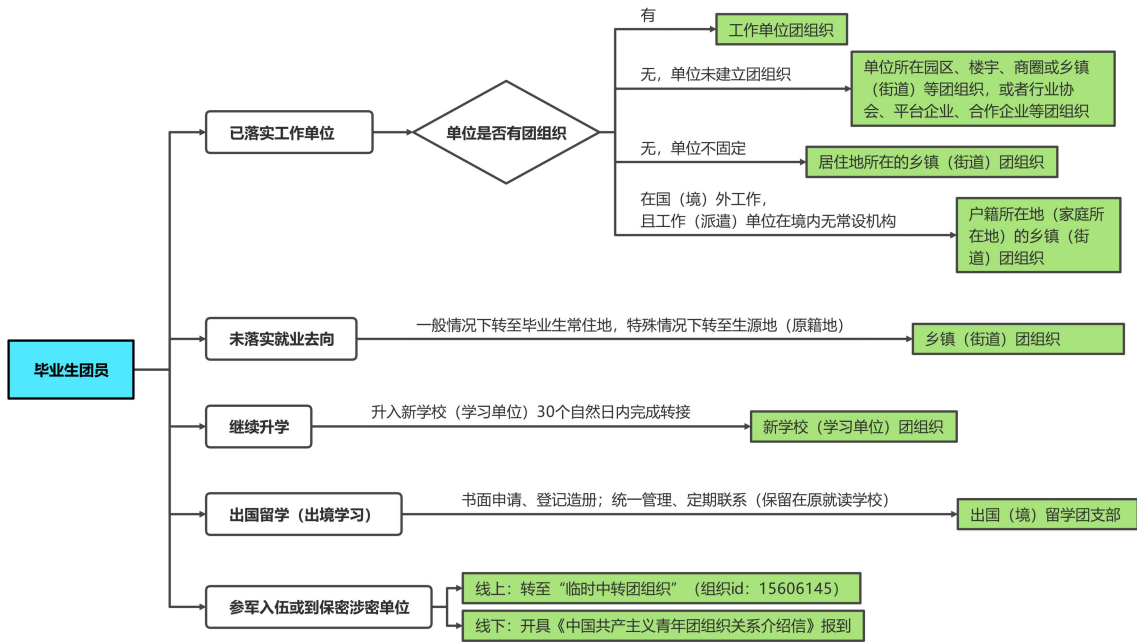 毕业生团员
已落实工作单位
单位是否有团组织
有
工作单位团组织
无，单位未建立团组织
单位所在园区、楼宇、商圈或乡镇
（街道）等团组织，或者行业协
会、平台企业、合作企业等团组织
无，单位不固定
居住地所在的乡镇（街道）团组织
在国（境）外工作，
且工作（派遣）单位在境内无常设机构
户籍所在地（家庭所
在地）的乡镇（街
道）团组织
未落实就业去向
一般情况下转至毕业生常住地，特殊情况下转至生源地（原籍地）
乡镇（街道）团组织
继续升学
升入新学校（学习单位）30个自然日内完成转接
新学校（学习单位）团组织
出国留学（出境学习）
书面申请、登记造册；统一管理、定期联系（保留在原就读学校）
出国（境）留学团支部
参军入伍或到保密涉密单位
线上：转至“临时中转团组织”（组织id：15606145）
线下：开具《中国共产主义青年团组织关系介绍信》报到